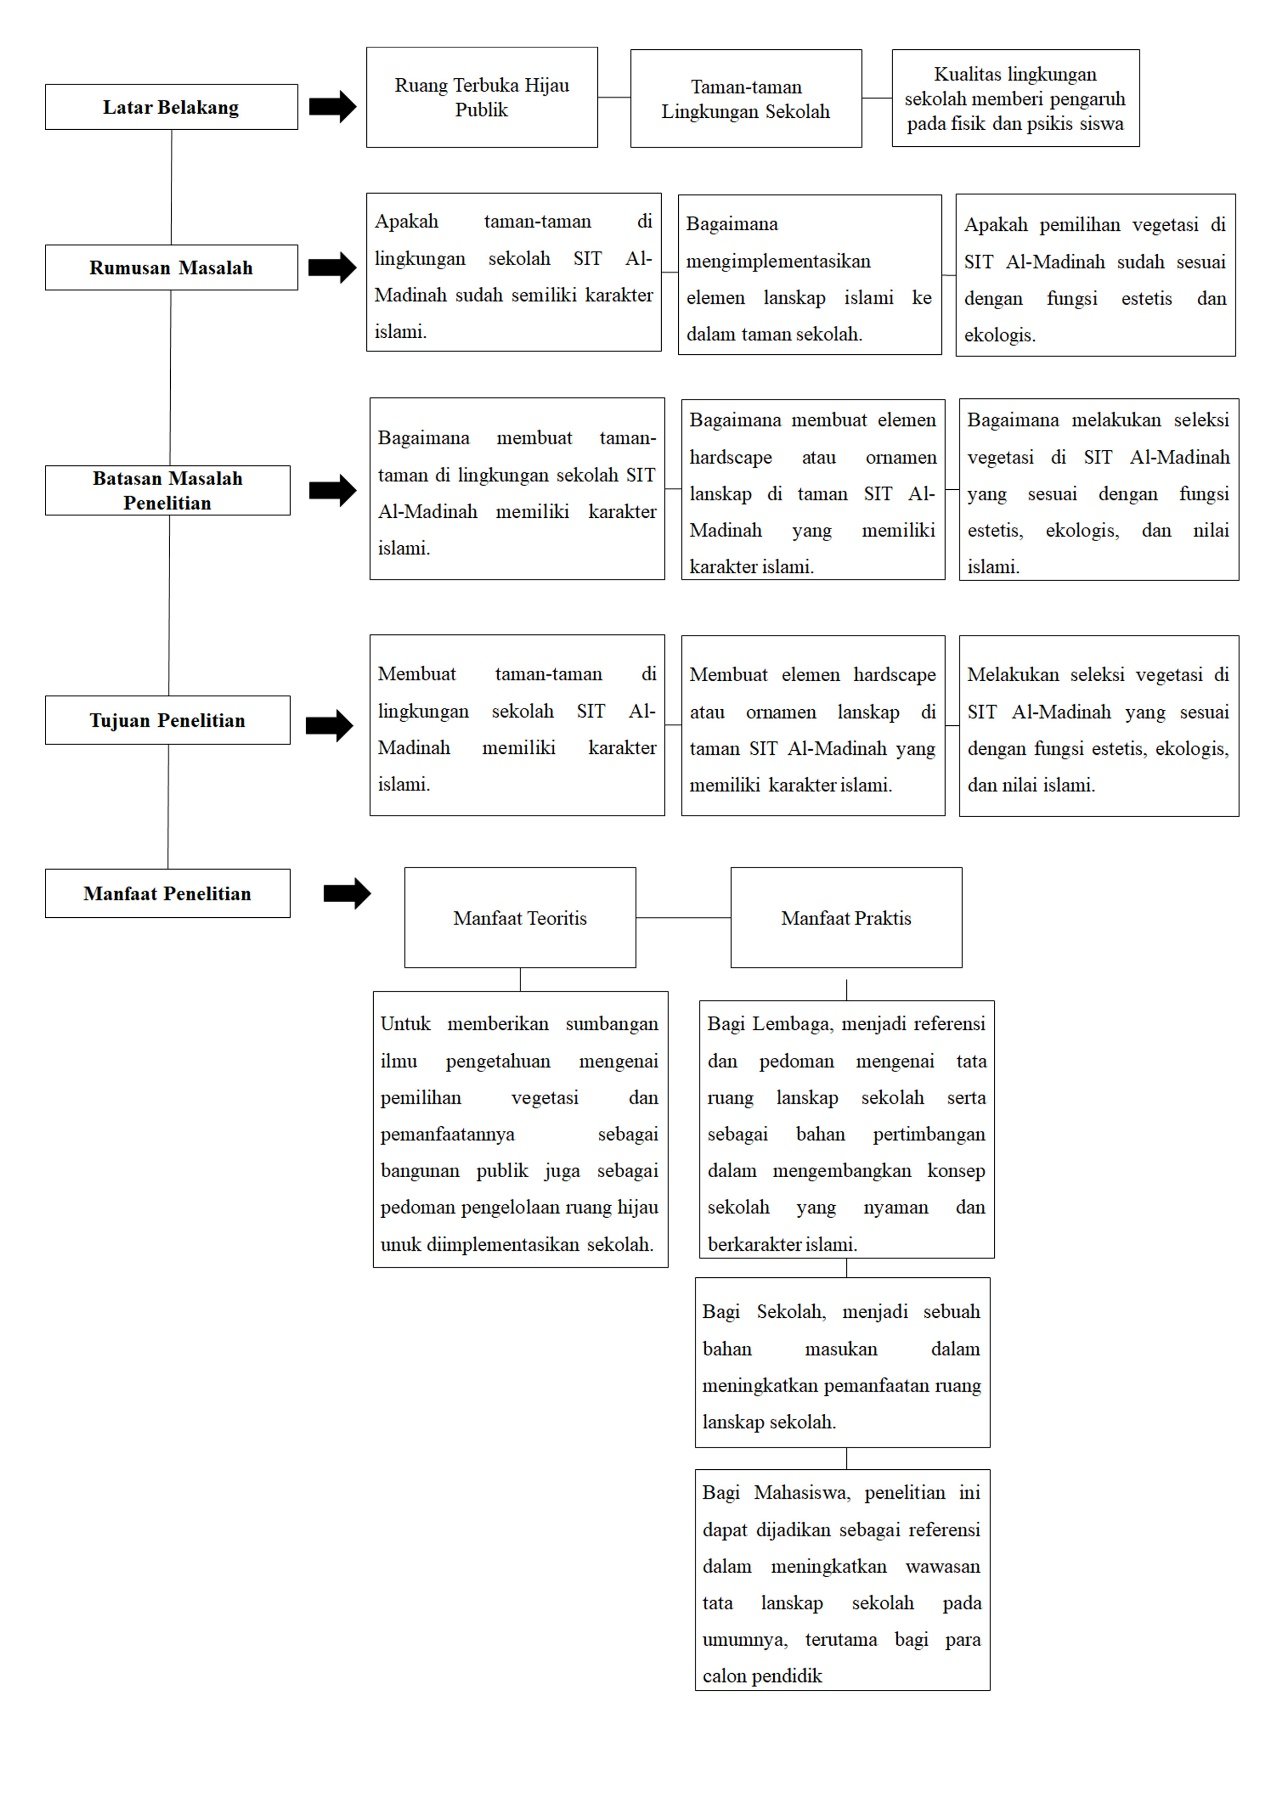 Latar Belakang
Ruang Terbuka Hijau
Publik
Taman-taman
Lingkungan Sekolah
Kualitas lingkungan
sekolah memberi pengaruh
pada fisik dan psikis siswa
Rumusan Masalah
Apakah taman-taman di
lingkungan sekolah SIT Al-
Madinah sudah semiliki karakter
islami.
Bagaimana
mengimplementasikan
elemen lanskap islami ke
dalam taman sekolah.
Apakah pemilihan vegetasi di
SIT Al-Madinah sudah sesuai
dengan fungsi estetis dan
ekologis.
Batasan Masalah
Penelitian
Bagaimana membuat taman-
taman di lingkungan sekolah SIT
Al-Madinah memiliki karakter
islami.
Bagaimana membuat elemen
hardscape atau ornamen
lanskap di taman SIT Al-
Madinah yang memiliki
karakter islami.
Bagaimana melakukan seleksi
vegetasi di SIT Al-Madinah
yang sesuai dengan fungsi
estetis, ekologis, dan nilai
islami.
Tujuan Penelitian
Membuat taman-taman di
lingkungan sekolah SIT Al-
Madinah memiliki karakter
islami.
Membuat elemen hardscape
atau ornamen lanskap di
taman SIT Al-Madinah yang
memiliki karakter islami.
Melakukan seleksi vegetasi di
SIT Al-Madinah yang sesuai
dengan fungsi estetis, ekologis,
dan nilai islami.
Manfaat Penelitian
Manfaat Teoritis
Manfaat Praktis
Untuk memberikan sumbangan
ilmu pengetahuan mengenai
pemilihan vegetasi dan
pemanfaatannya sebagai
bangunan publik juga sebagai
pedoman pengelolaan ruang hijau
unuk diimplementasikan sekolah.
Bagi Lembaga, menjadi referensi
dan pedoman mengenai tata
ruang lanskap sekolah serta
sebagai bahan pertimbangan
dalam mengembangkan konsep
sekolah yang nyaman dan
berkarakter islami.
Bagi Sekolah, menjadi sebuah
bahan masukan dalam
meningkatkan pemanfaatan ruang
lanskap sekolah.
Bagi Mahasiswa, penelitian ini
dapat dijadikan sebagai referensi
dalam meningkatkan wawasan
tata lanskap sekolah pada
umumnya, terutama bagi para
calon pendidik